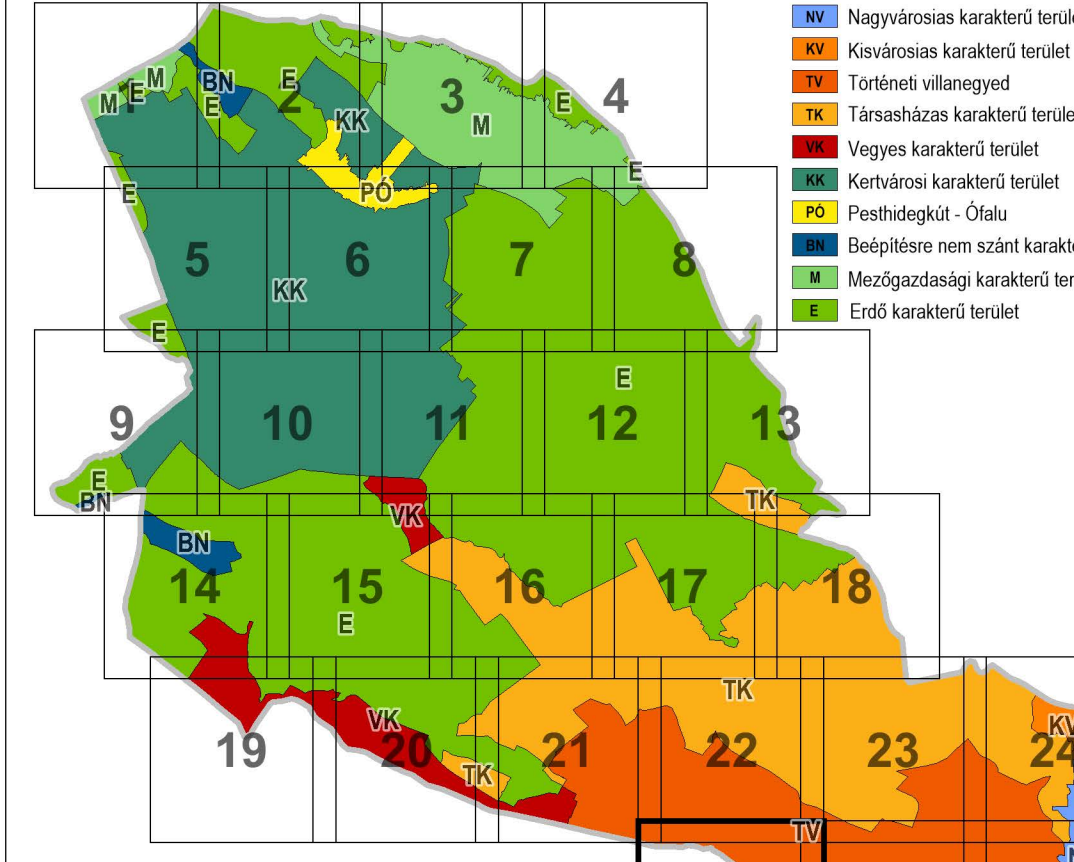 NV Nagyvárosias karakterű terüle
KV Kisvárosias karakterű terület
TV Történeti villanegyed
TK Társasházas karakterű terüle
VK Vegyes karakterű terület
KK Kertvárosi karakterű terület
PÓ Pesthidegkút - Ófalu
BN Beépítésre nem szánt karakte
M Mezőgazdasági karakterű ter
E Erdő karakterű terület
1 2 3 4
M M E BN E E KK M E E
PÓ
E
5 6 7 8
KK
E
E
9 10 11 12 13
E
BN
VK
TK
BN
14 15 16 17 18
E
TK
VK
KV
19 20 21 22 23 24
TK
TV
N